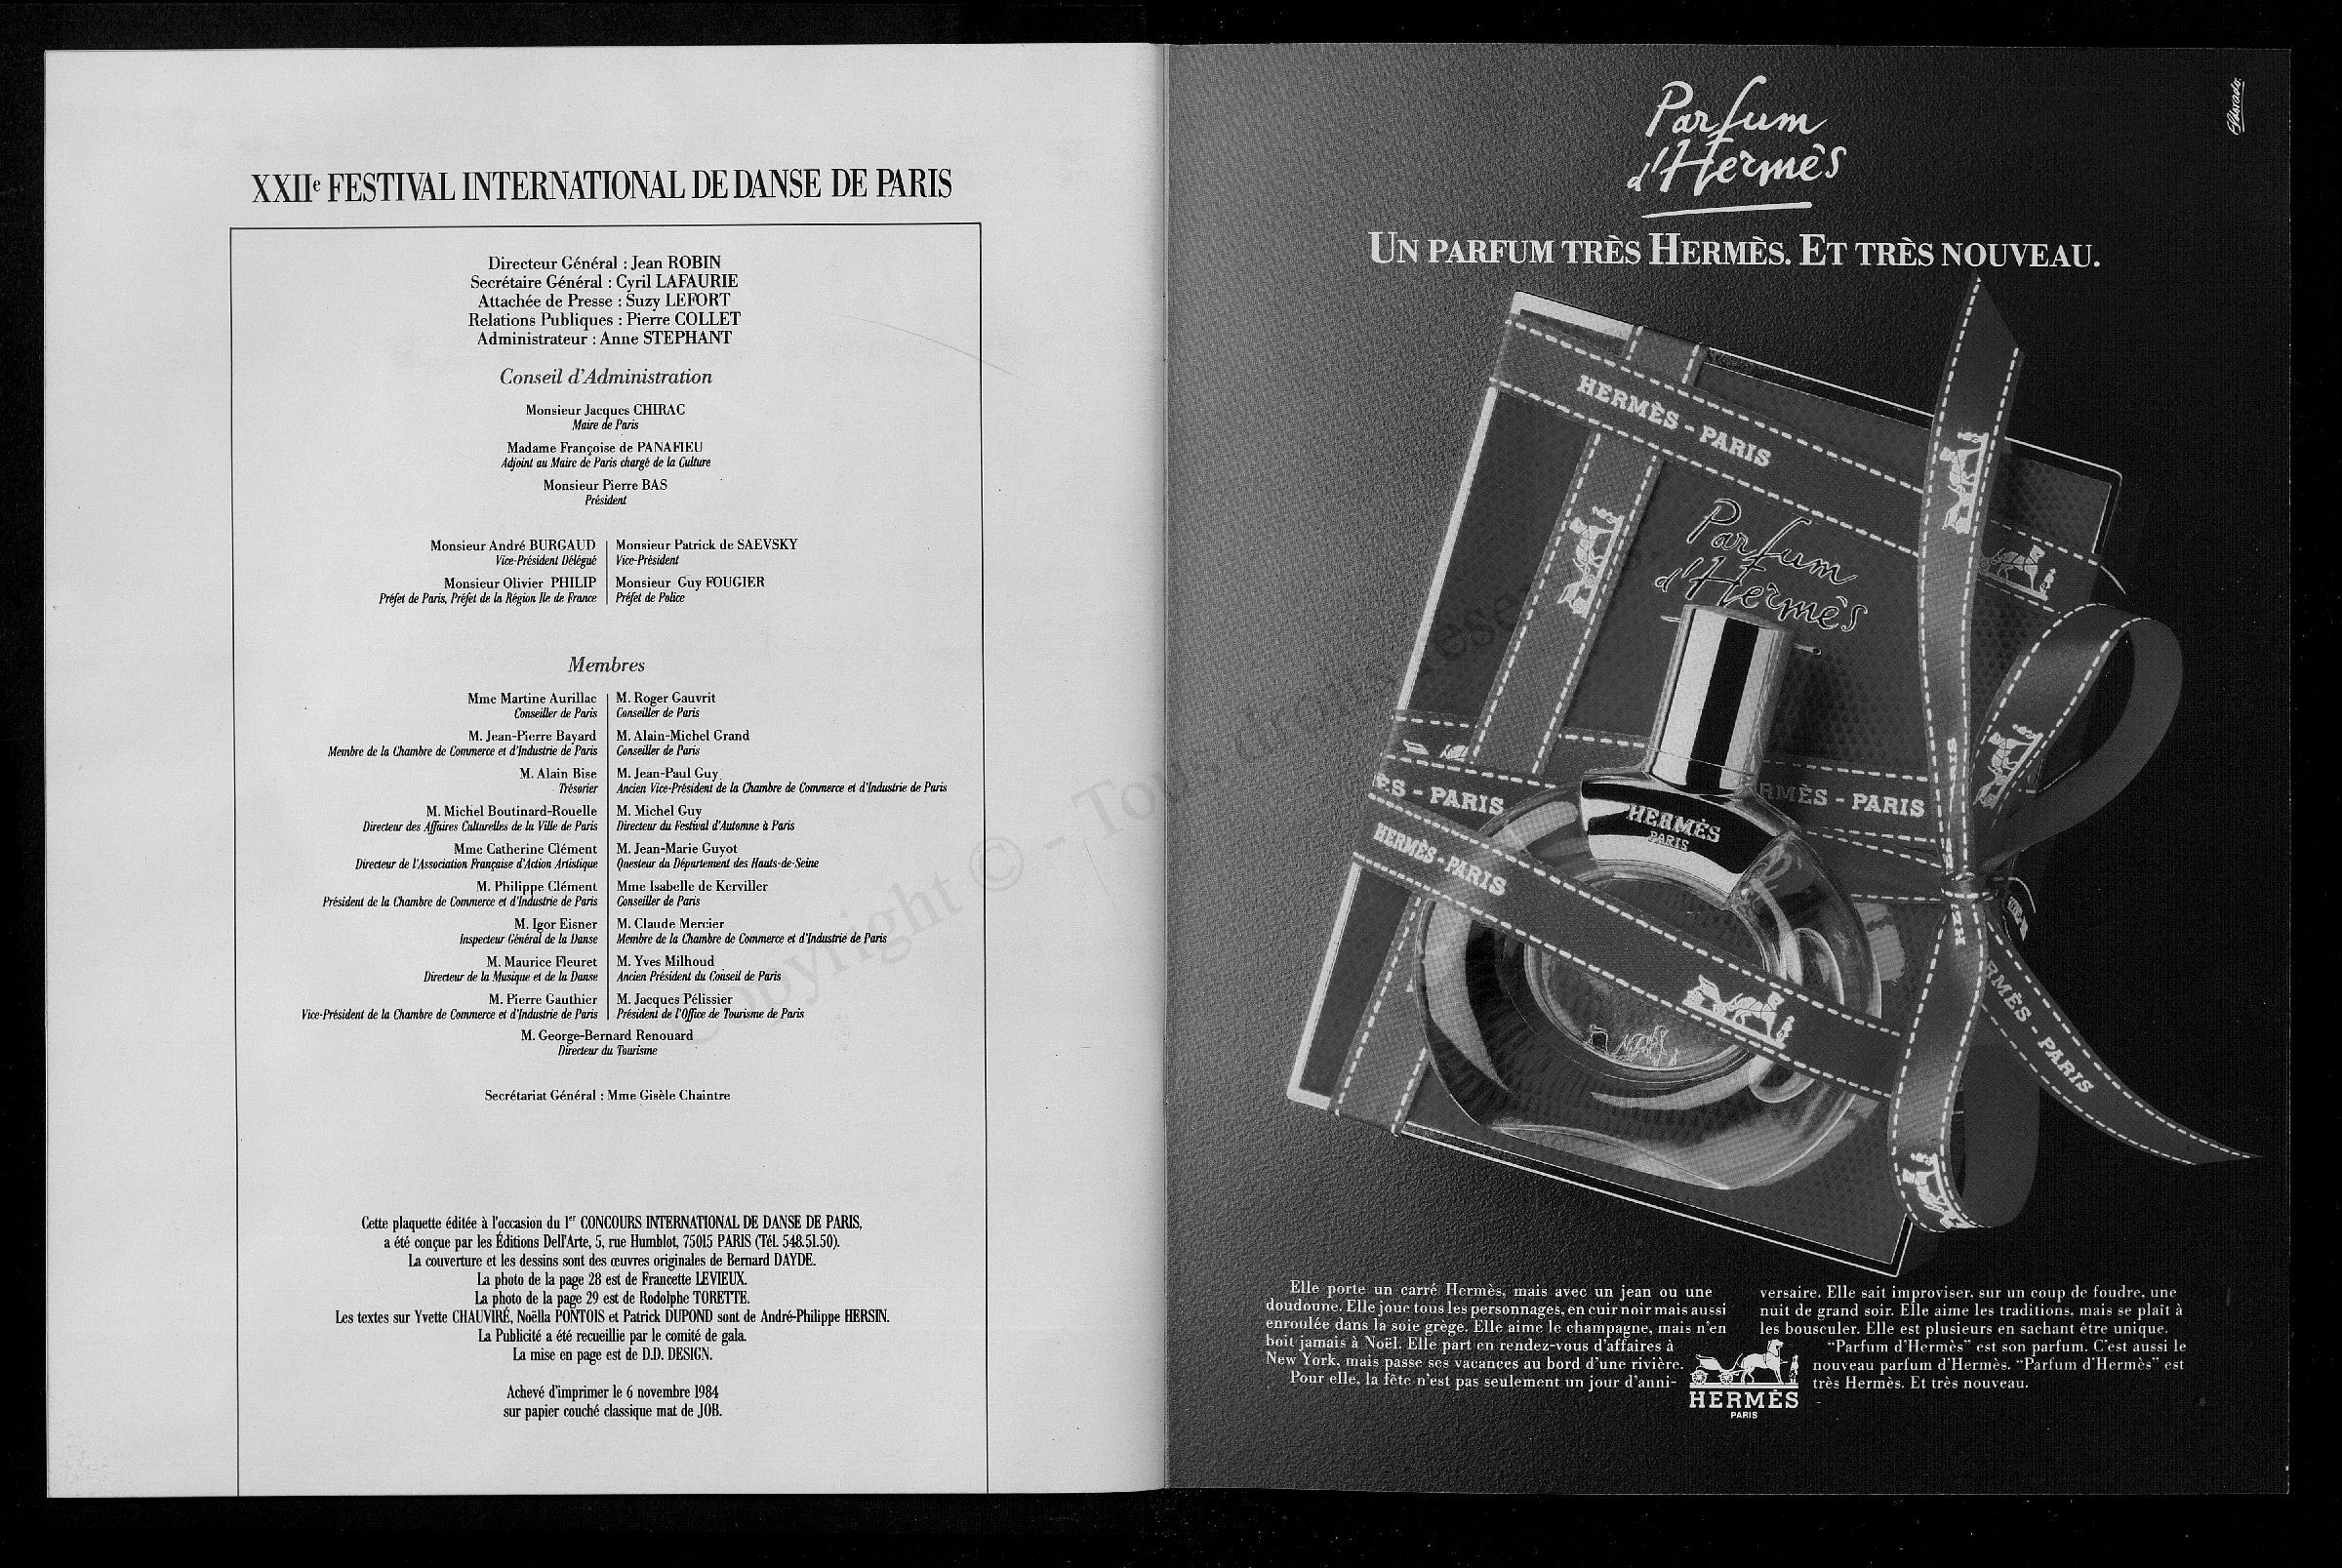 XXIIe FESTIVAL INTERNATIONAL DE DANSE DE PARIS
Directeur Général : Jean ROBIN
Secrétaire Général : Cyril LAFAURIE
Attachée de Presse : Suzy LEFORT
Relations Publiques : Pierre COLLET
Administrateur : Anne STEPHANT
Conseil d'Administration
Monsieur Jacques CHIRAC
Maire de Paris
Madame Françoise de PANAFIEU
Adjoint au Maire de Paris chargé de la Culture
Monsieur Pierre BAS
Président
Monsieur André BURGAUD
Vice-Président Délégué
Monsieur Olivier PHILIP
Préfet de Paris, Préfet de la Région Ile de France
Monsieur Patrick de SAEVSKY
Vice-Président
Monsieur Guy FOUGIER
Préfet de Police
Membres
Mme Martine Aurillac
Conseiller de Paris
M. Jean-Pierre Bayard
Membre de la Chambre de Commerce et d'Industrie de Paris
M. Alain Bise
Trésorier
M. Michel Boutinard-Rouelle
Directeur des Affaires Culturelles de la Ville de Paris
Mme Catherine Clément
Directeur de l'Association Française d'Action Artistique
M. Philippe Clément
Président de la Chambre de Commerce et d'Industrie de Paris
M. Igor Eisner
Inspecteur Général de la Danse
M. Maurice Fleuret
Directeur de la Musique et de la Danse
M. Pierre Gauthier
Vice-Président de la Chambre de Commerce et d'Industrie de Paris
M. Roger Gauvrit
Conseiller de Paris
M. Alain-Michel Grand
Conseiller de Paris
M. Jean-Paul Guy
Ancien Vice-Président de la Chambre de Commerce et d'Industrie de Paris
M. Michel Guy
Directeur du Festival d'Automne à Paris
M. Jean-Marie Guyot
Questeur du Département des Hauts-de-Seine
Mme Isabelle de Kerviller
Conseiller de Paris
M. Claude Mercier
Membre de la Chambre de Commerce et d'Industrie de Paris
M. Yves Milhoud
Ancien Président du Conseil de Paris
M. Jacques Pélissier
Président de l'Office de Tourisme de Paris
M. George-Bernard Renouard
Directeur du Tourisme
Secrétariat Général : Mme Gisèle Chaintre
Cette plaquette éditée à l'occasion du 1er CONCOURS INTERNATIONAL DE DANSE DE PARIS,
a été conçue par les Éditions Dell'Arte, 5, rue Humblot, 75015 PARIS (Tél. 548.51.50).
La couverture et les dessins sont des œuvres originales de Bernard DAYDE.
La photo de la page 28 est de Francette LEVIEUX.
La photo de la page 29 est de Rodolphe TORETTE.
Les textes sur Yvette CHAUVIRÉ, Noëlla PONTOIS et Patrick DUPOND sont de André-Philippe HERSIN.
La Publicité a été recueillie par le comité de gala.
La mise en page est de D.D. DESIGN.
Achevé d'imprimer le 6 novembre 1984
sur papier couché classique mat de JOB.
Copyright © - Tous
Parfum
d'Hermès
UN PARFUM TRÈS HERMÈS. ET TRÈS NOUVEAU.
HERMÈS - PARIS
Parfum
d'Hermès
ÈS - PARIS
RMÈS - PARIS
HERMÈS
PARIS
HERMÈS - PARIS
RMÈS - PARIS
Elle porte un carré Hermès, mais avec un jean ou une
doudoune. Elle joue tous les personnages, en cuir noir mais aussi
enroulée dans la soie grège. Elle aime le champagne, mais n'en
boit jamais à Noël. Elle part en rendez-vous d'affaires à
New York, mais passe ses vacances au bord d'une rivière.
Pour elle, la fête n'est pas seulement un jour d'anni-
versaire. Elle sait improviser, sur un coup de foudre, une
nuit de grand soir. Elle aime les traditions, mais se plaît à
les bousculer. Elle est plusieurs en sachant être unique.
"Parfum d'Hermès" est son parfum. C'est aussi le
nouveau parfum d'Hermès. "Parfum d'Hermès" est
très Hermès. Et très nouveau.
HERMÈS
PARIS